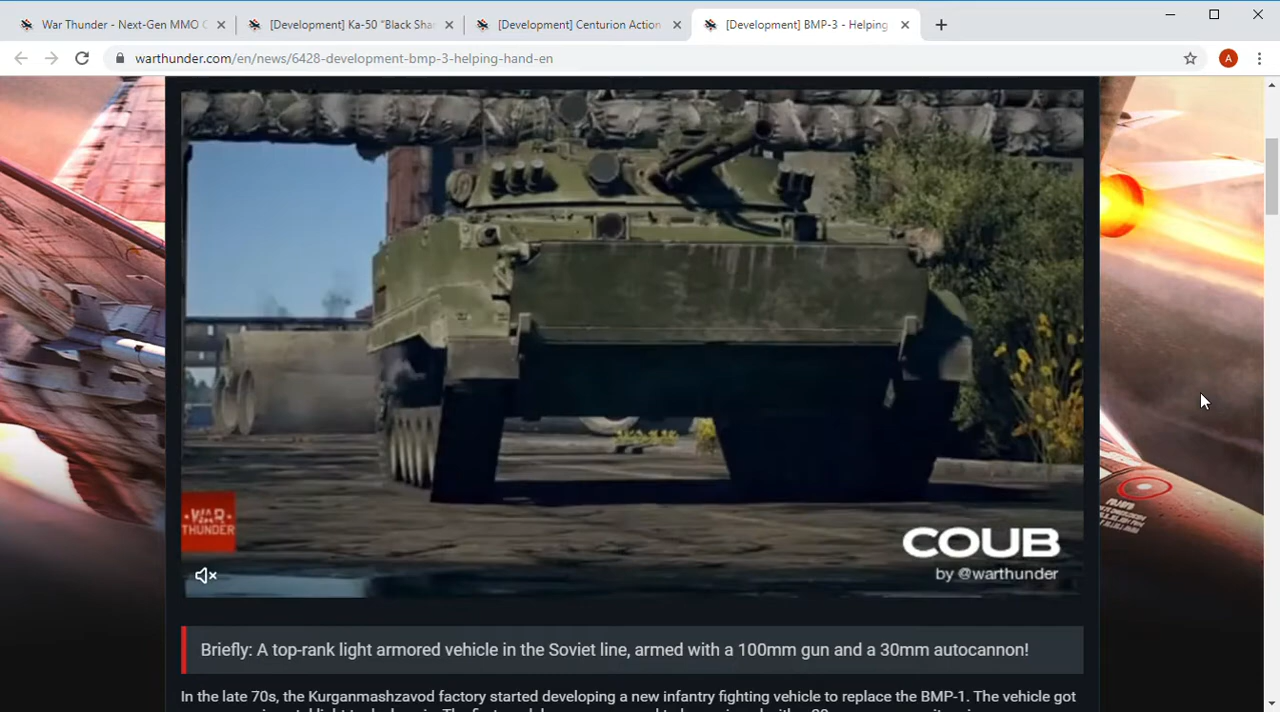 War Thunder - Next-Gen MMO C
[Development] Ka-50 "Black Sha
[Development] Centurion Action
[Development] BMP-3 - Helping
warthunder.com/en/news/6428-development-bmp-3-helping-hand-en
A
WAR
THUNDER
COUB
by @warthunder
Briefly: A top-rank light armored vehicle in the Soviet line, armed with a 100mm gun and a 30mm autocannon!
In the late 70s, the Kurganmashzavod factory started developing a new infantry fighting vehicle to replace the BMP-1. The vehicle got